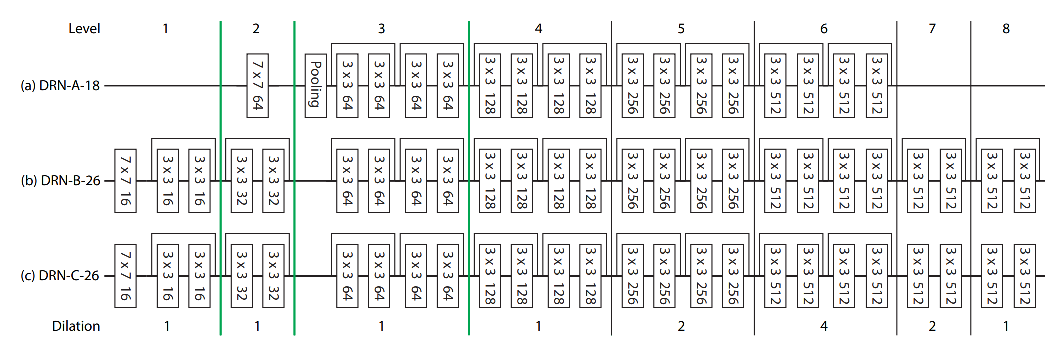 Level 1 2 3 4 5 6 7 8
(a) DRN-A-18 7 x 7 64 Pooling 3 x 3 64 3 x 3 64 3 x 3 64 3 x 3 64 3 x 3 128 3 x 3 128 3 x 3 128 3 x 3 128 3 x 3 256 3 x 3 256 3 x 3 256 3 x 3 256 3 x 3 512 3 x 3 512 3 x 3 512 3 x 3 512
(b) DRN-B-26 7 x 7 16 3 x 3 16 3 x 3 16 3 x 3 32 3 x 3 32 3 x 3 64 3 x 3 64 3 x 3 64 3 x 3 64 3 x 3 128 3 x 3 128 3 x 3 128 3 x 3 128 3 x 3 256 3 x 3 256 3 x 3 256 3 x 3 256 3 x 3 512 3 x 3 512 3 x 3 512 3 x 3 512 3 x 3 512 3 x 3 512 3 x 3 512 3 x 3 512
(c) DRN-C-26 7 x 7 16 3 x 3 16 3 x 3 16 3 x 3 32 3 x 3 32 3 x 3 64 3 x 3 64 3 x 3 64 3 x 3 64 3 x 3 128 3 x 3 128 3 x 3 128 3 x 3 128 3 x 3 256 3 x 3 256 3 x 3 256 3 x 3 256 3 x 3 512 3 x 3 512 3 x 3 512 3 x 3 512 3 x 3 512 3 x 3 512 3 x 3 512 3 x 3 512
Dilation 1 1 1 1 2 4 2 1